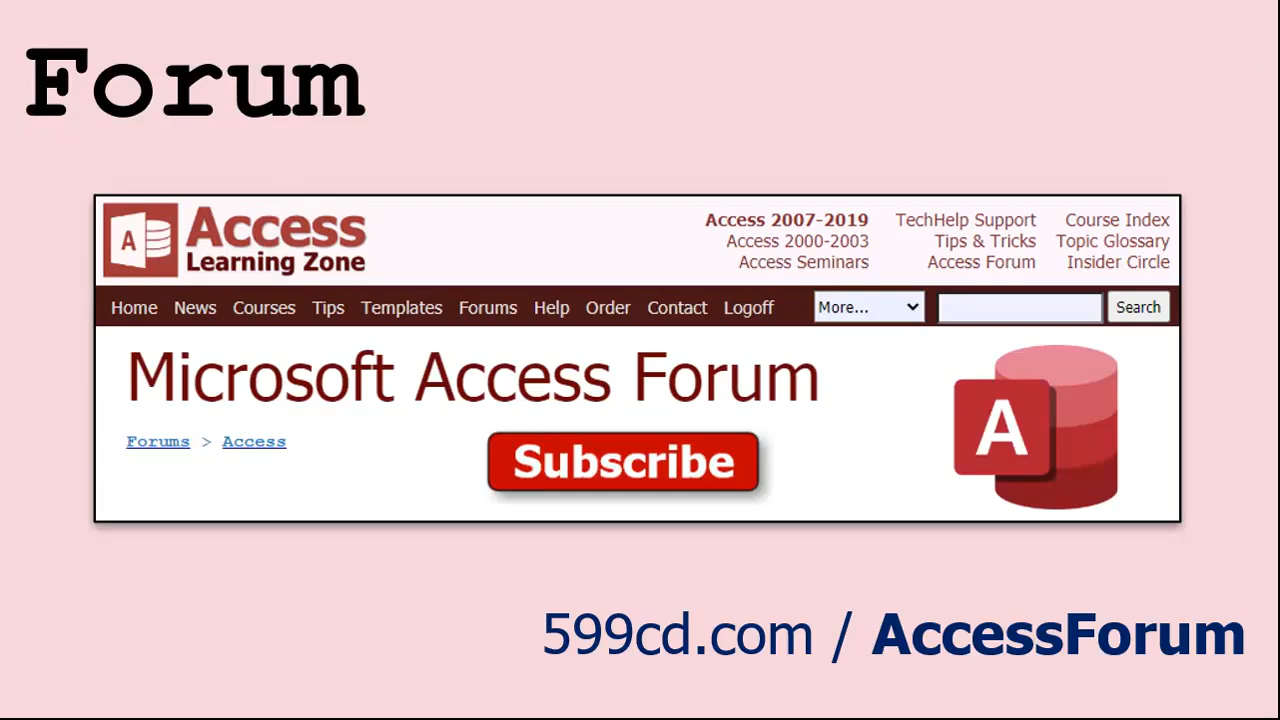 Forum
Access
Learning Zone
A
Access 2007-2019 TechHelp Support Course Index
Access 2000-2003 Tips & Tricks Topic Glossary
Access Seminars Access Forum Insider Circle
Home News Courses Tips Templates Forums Help Order Contact Logoff More... Search
Microsoft Access Forum
Forums > Access
Subscribe
A
599cd.com / AccessForum